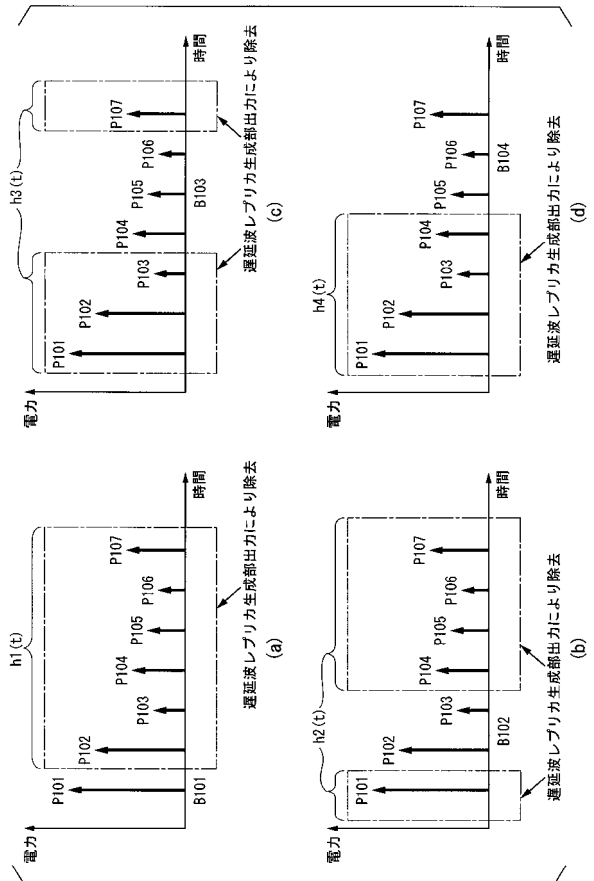 電力
h1(t)
P101
P102
P103
P104
P105
P106
P107
B101
時間
遅延波レプリカ生成部出力により除去
(a)
電力
h2(t)
P101
P102
P103
P104
P105
P106
P107
B102
時間
遅延波レプリカ生成部出力により除去
(b)
電力
h3(t)
P101
P102
P103
P104
P105
P106
P107
B103
時間
遅延波レプリカ生成部出力により除去
(c)
電力
h4(t)
P101
P102
P103
P104
P105
P106
P107
B104
時間
遅延波レプリカ生成部出力により除去
(d)